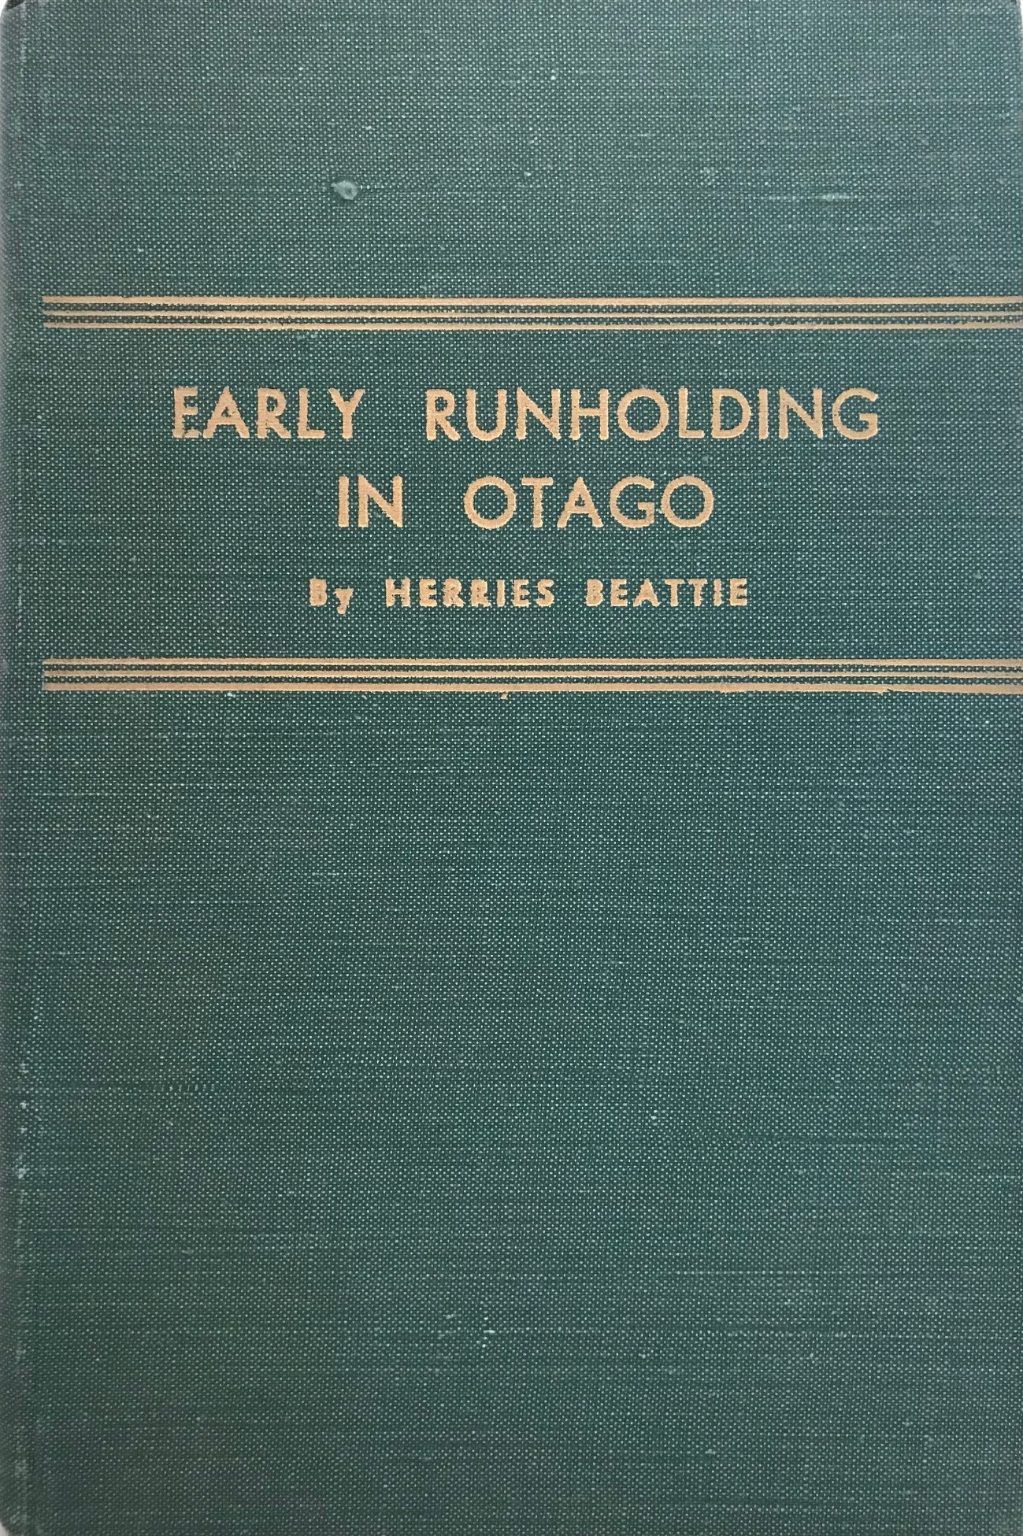 EARLY RUNHOLDING
IN OTAGO
By HERRIES BEATTIE